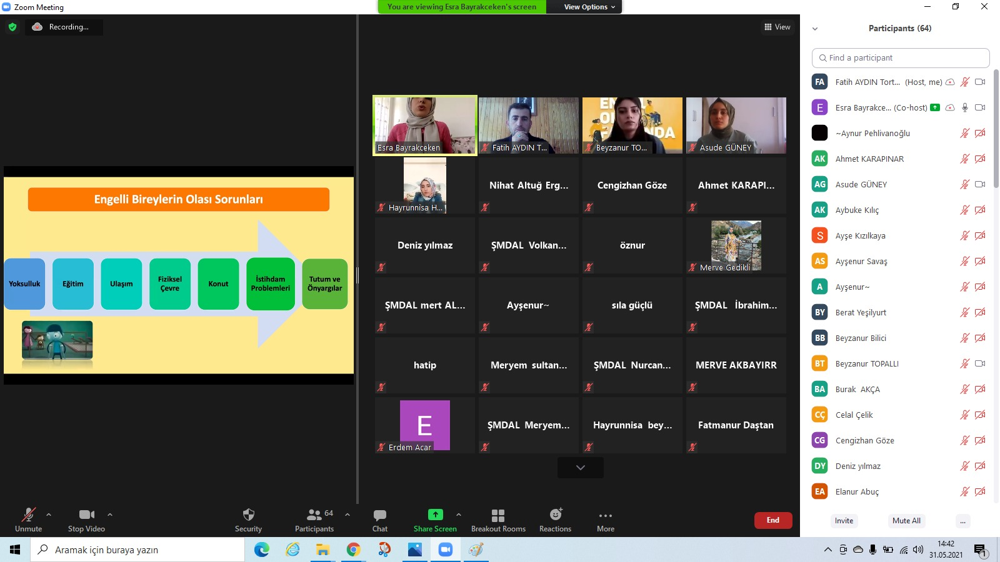 Zoom Meeting
You are viewing Esra Bayrakceken's screen
View Options
Recording...
View
Engelli Bireylerin Olası Sorunları
Yoksulluk
Eğitim
Ulaşım
Fiziksel
Çevre
Konut
İstihdam
Problemleri
Tutum ve
Önyargılar
Esra Bayrakceken
Fatih AYDIN T...
Beyzanur TO...
Asude GÜNEY
Hayrunnisa H...
Nihat Altuğ Erg...
Cengizhan Göze
Ahmet KARAPI...
Deniz yılmaz
ŞMDAL Volkan...
öznur
Merve Gedikli
ŞMDAL mert AL...
Ayşenur~
sıla güçlü
ŞMDAL İbrahim...
hatip
Meryem sultan...
ŞMDAL Nurcan...
MERVE AKBAYIRR
E
Erdem Acar
ŞMDAL Meryem...
Hayrunnisa bey...
Fatmanur Daştan
Participants (64)
Find a participant
FA Fatih AYDIN Tort... (Host, me)
E Esra Bayrakce... (Co-host)
~Aynur Pehlivanoğlu
AK Ahmet KARAPINAR
AG Asude GÜNEY
AK Aybuke Kılıç
S Ayşe Kızılkaya
AS Ayşenur Savaş
A Ayşenur~
BY Berat Yeşilyurt
BB Beyzanur Bilici
BT Beyzanur TOPALLI
BA Burak AKÇA
CÇ Celal Çelik
CG Cengizhan Göze
DY Deniz yılmaz
EA Elanur Abuç
Invite
Mute All
...
Unmute
Stop Video
Security
64
Participants
Chat
Share Screen
Breakout Rooms
Reactions
More
End
Aramak için buraya yazın
14:42
31.05.2021
1